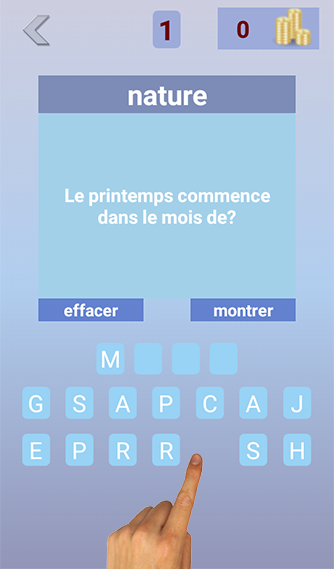 1 0
nature
Le printemps commence
dans le mois de?
effacer montrer
M
G S A P C A J
E P R R S H